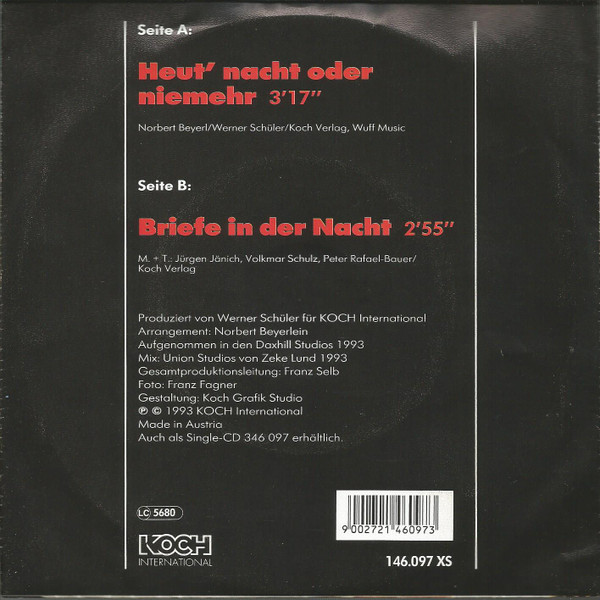 Seite A:
Heut' nacht oder
niemehr 3'17"
Norbert Beyerl/Werner Schüler/Koch Verlag, Wuff Music
Seite B:
Briefe in der Nacht 2'55"
M. + T.: Jürgen Jänich, Volkmar Schulz, Peter Rafael-Bauer/
Koch Verlag
Produziert von Werner Schüler für KOCH International
Arrangement: Norbert Beyerlein
Aufgenommen in den Daxhill Studios 1993
Mix: Union Studios von Zeke Lund 1993
Gesamtproduktionsleitung: Franz Selb
Foto: Franz Fagner
Gestaltung: Koch Grafik Studio
℗ © 1993 KOCH International
Made in Austria
Auch als Single-CD 346 097 erhältlich.
LC 5680
KOCH
INTERNATIONAL
9 002721 460973
146.097 XS